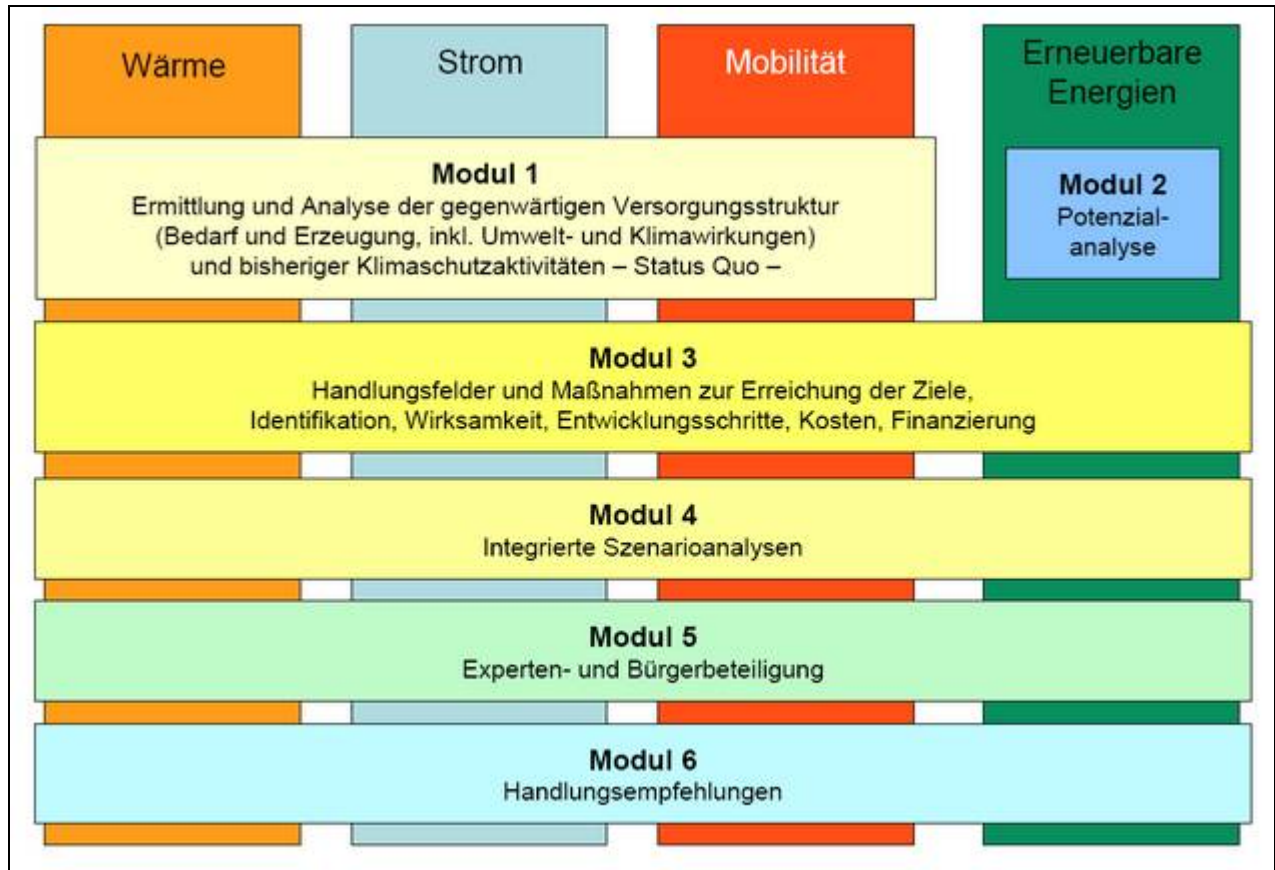 Wärme
Strom
Mobilität
Erneuerbare
Energien
Modul 1
Ermittlung und Analyse der gegenwärtigen Versorgungsstruktur
(Bedarf und Erzeugung, inkl. Umwelt- und Klimawirkungen)
und bisheriger Klimaschutzaktivitäten – Status Quo –
Modul 2
Potenzial-
analyse
Modul 3
Handlungsfelder und Maßnahmen zur Erreichung der Ziele,
Identifikation, Wirksamkeit, Entwicklungsschritte, Kosten, Finanzierung
Modul 4
Integrierte Szenarioanalysen
Modul 5
Experten- und Bürgerbeteiligung
Modul 6
Handlungsempfehlungen